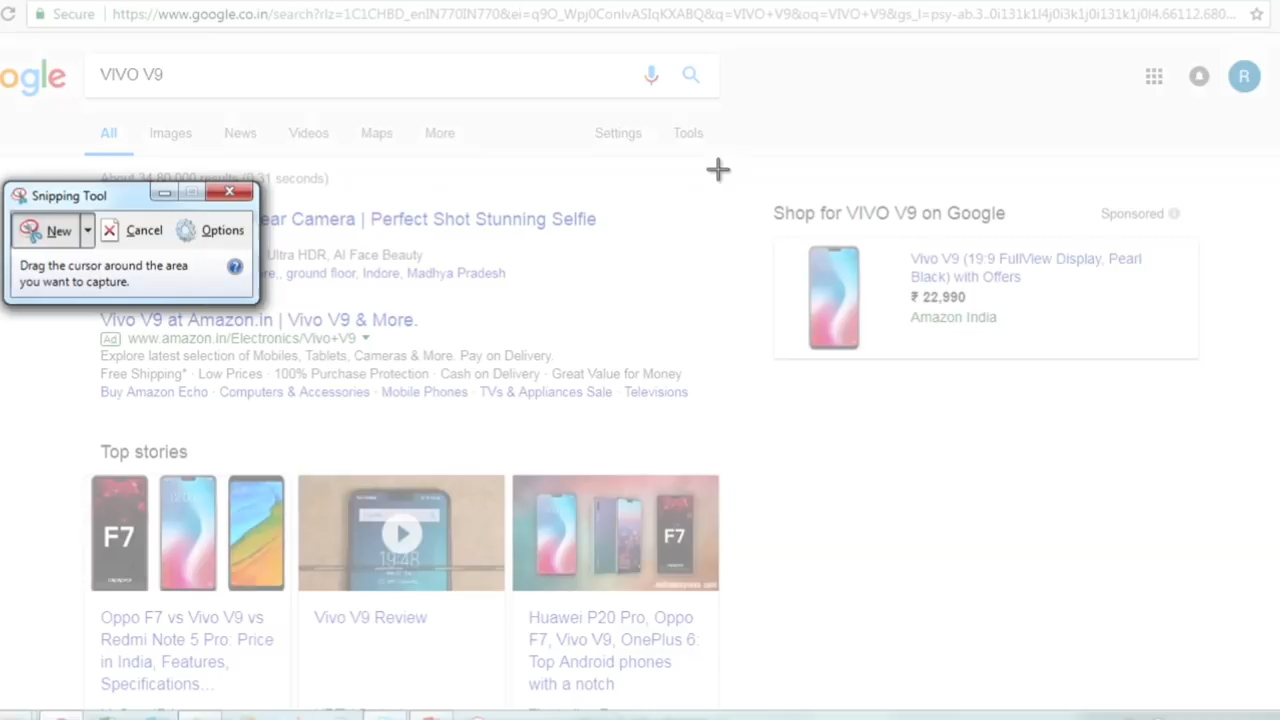 Secure
https://www.google.co.in/search?rlz=1C1CHBD_enIN770IN770&ei=q9O_Wpj0ConlvASIqKXABQ&q=VIVO+V9&oq=VIVO+V9&gs_l=psy-ab.3..0i131k1l4j0i3k1j0i131k1j0l4.66112.680...
ogle
VIVO V9
R
All Images News Videos Maps More Settings Tools
About 34,80,000 results (0.31 seconds)
Snipping Tool
New Cancel Options
Drag the cursor around the area
you want to capture.
ear Camera | Perfect Shot Stunning Selfie
Ultra HDR, AI Face Beauty
ground floor, Indore, Madhya Pradesh
Vivo V9 at Amazon.in | Vivo V9 & More.
Ad www.amazon.in/Electronics/Vivo+V9
Explore latest selection of Mobiles, Tablets, Cameras & More. Pay on Delivery.
Free Shipping* · Low Prices · 100% Purchase Protection · Cash on Delivery · Great Value for Money
Buy Amazon Echo · Computers & Accessories · Mobile Phones · TVs & Appliances Sale · Televisions
Shop for VIVO V9 on Google
Sponsored
Vivo V9 (19:9 FullView Display, Pearl
Black) with Offers
₹ 22,990
Amazon India
Top stories
F7
19:48
F7
Oppo F7 vs Vivo V9 vs
Redmi Note 5 Pro: Price
in India, Features,
Specifications…
Vivo V9 Review
Huawei P20 Pro, Oppo
F7, Vivo V9, OnePlus 6:
Top Android phones
with a notch